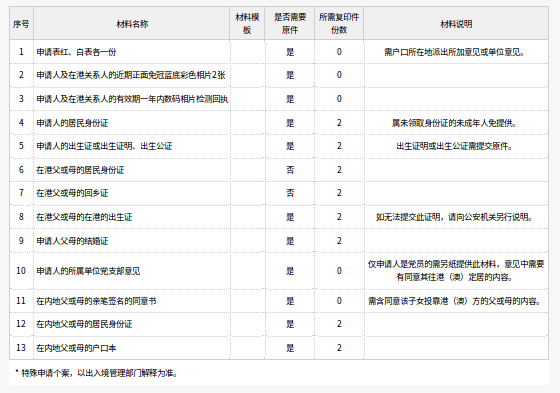 序号 材料名称 材料模板 是否需要原件 所需复印件份数 材料说明
1 申请表红、白表各一份 是 0 需户口所在地派出所加意见或单位意见。
2 申请人及在港关系人的近期正面免冠蓝底彩色相片2张 是 0
3 申请人及在港关系人的有效期一年内数码相片检测回执 是 0
4 申请人的居民身份证 是 2 属未领取身份证的未成年人免提供。
5 申请人的出生证或出生证明、出生公证 是 2 出生证明或出生公证需提交原件。
6 在港父或母的居民身份证 否 2
7 在港父或母的回乡证 否 2
8 在港父或母的在港的出生证 是 2 如无法提交此证明，请向公安机关另行说明。
9 申请人父母的结婚证 是 2
10 申请人的所属单位党支部意见 是 0 仅申请人是党员的需另纸提供此材料，意见中需要有同意其往港（澳）定居的内容。
11 在内地父或母的亲笔签名的同意书 是 0 需含同意该子女投靠港（澳）方的父或母的内容。
12 在内地父或母的居民身份证 是 2
13 在内地父或母的户口本 是 2
* 特殊申请个案，以出入境管理部门解释为准。